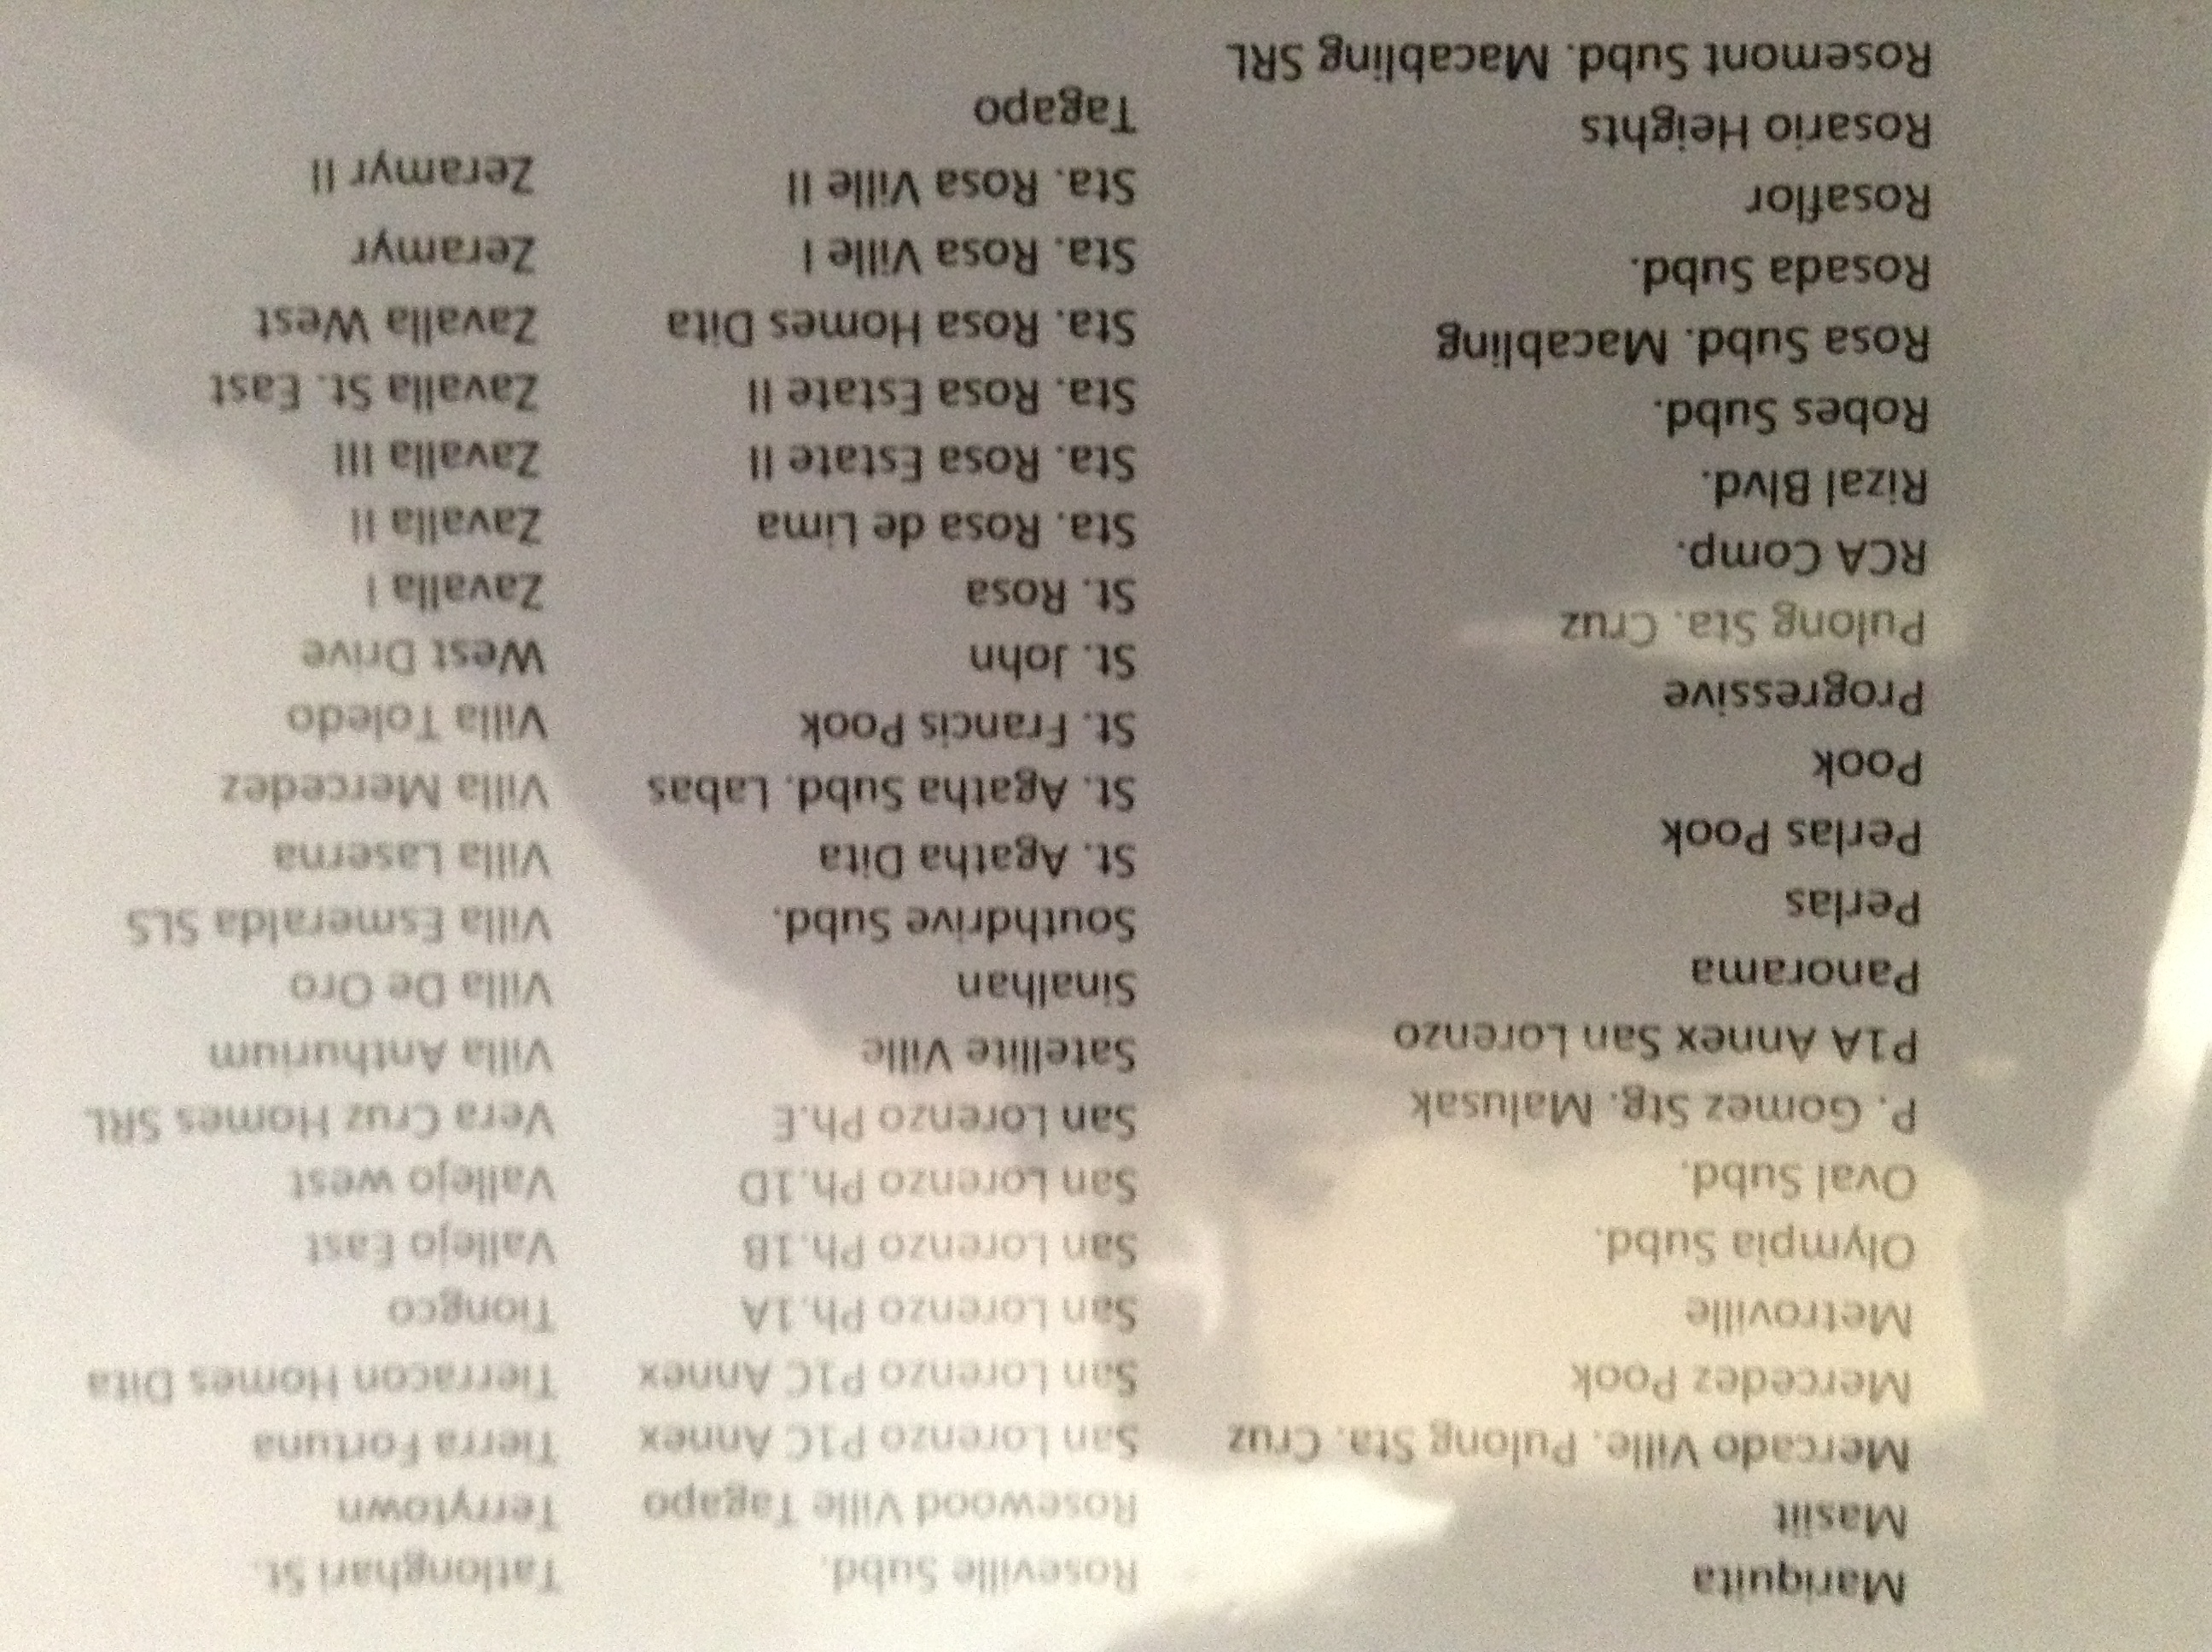 Mariquita
Masiit
Mercado Ville. Pulong Sta. Cruz
Mercedez Pook
Metroville
Olympia Subd.
Oval Subd.
P. Gomez Stg. Malusak
P1A Annex San Lorenzo
Panorama
Perlas
Perlas Pook
Pook
Progressive
Pulong Sta. Cruz
RCA Comp.
Rizal Blvd.
Robes Subd.
Rosa Subd. Macabling
Rosada Subd.
Rosaflor
Rosario Heights
Rosemont Subd. Macabling SRL
Roseville Subd.
Rosewood Ville Tagapo
San Lorenzo P1C Annex
San Lorenzo P1C Annex
San Lorenzo Ph.1A
San Lorenzo Ph.1B
San Lorenzo Ph.1D
San Lorenzo Ph.E
Satellite Ville
Sinalhan
Southdrive Subd.
St. Agatha Dita
St. Agatha Subd. Labas
St. Francis Pook
St. John
St. Rosa
Sta. Rosa de Lima
Sta. Rosa Estate II
Sta. Rosa Estate II
Sta. Rosa Homes Dita
Sta. Rosa Ville I
Sta. Rosa Ville II
Tagapo
Tatlonghari St.
Terrytown
Tierra Fortuna
Tierracon Homes Dita
Tiongco
Vallejo East
Vallejo west
Vera Cruz Homes SRL
Villa Anthurium
Villa De Oro
Villa Esmeralda SLS
Villa Laserna
Villa Mercedez
Villa Toledo
West Drive
Zavalla I
Zavalla II
Zavalla III
Zavalla St. East
Zavalla West
Zeramyr
Zeramyr II